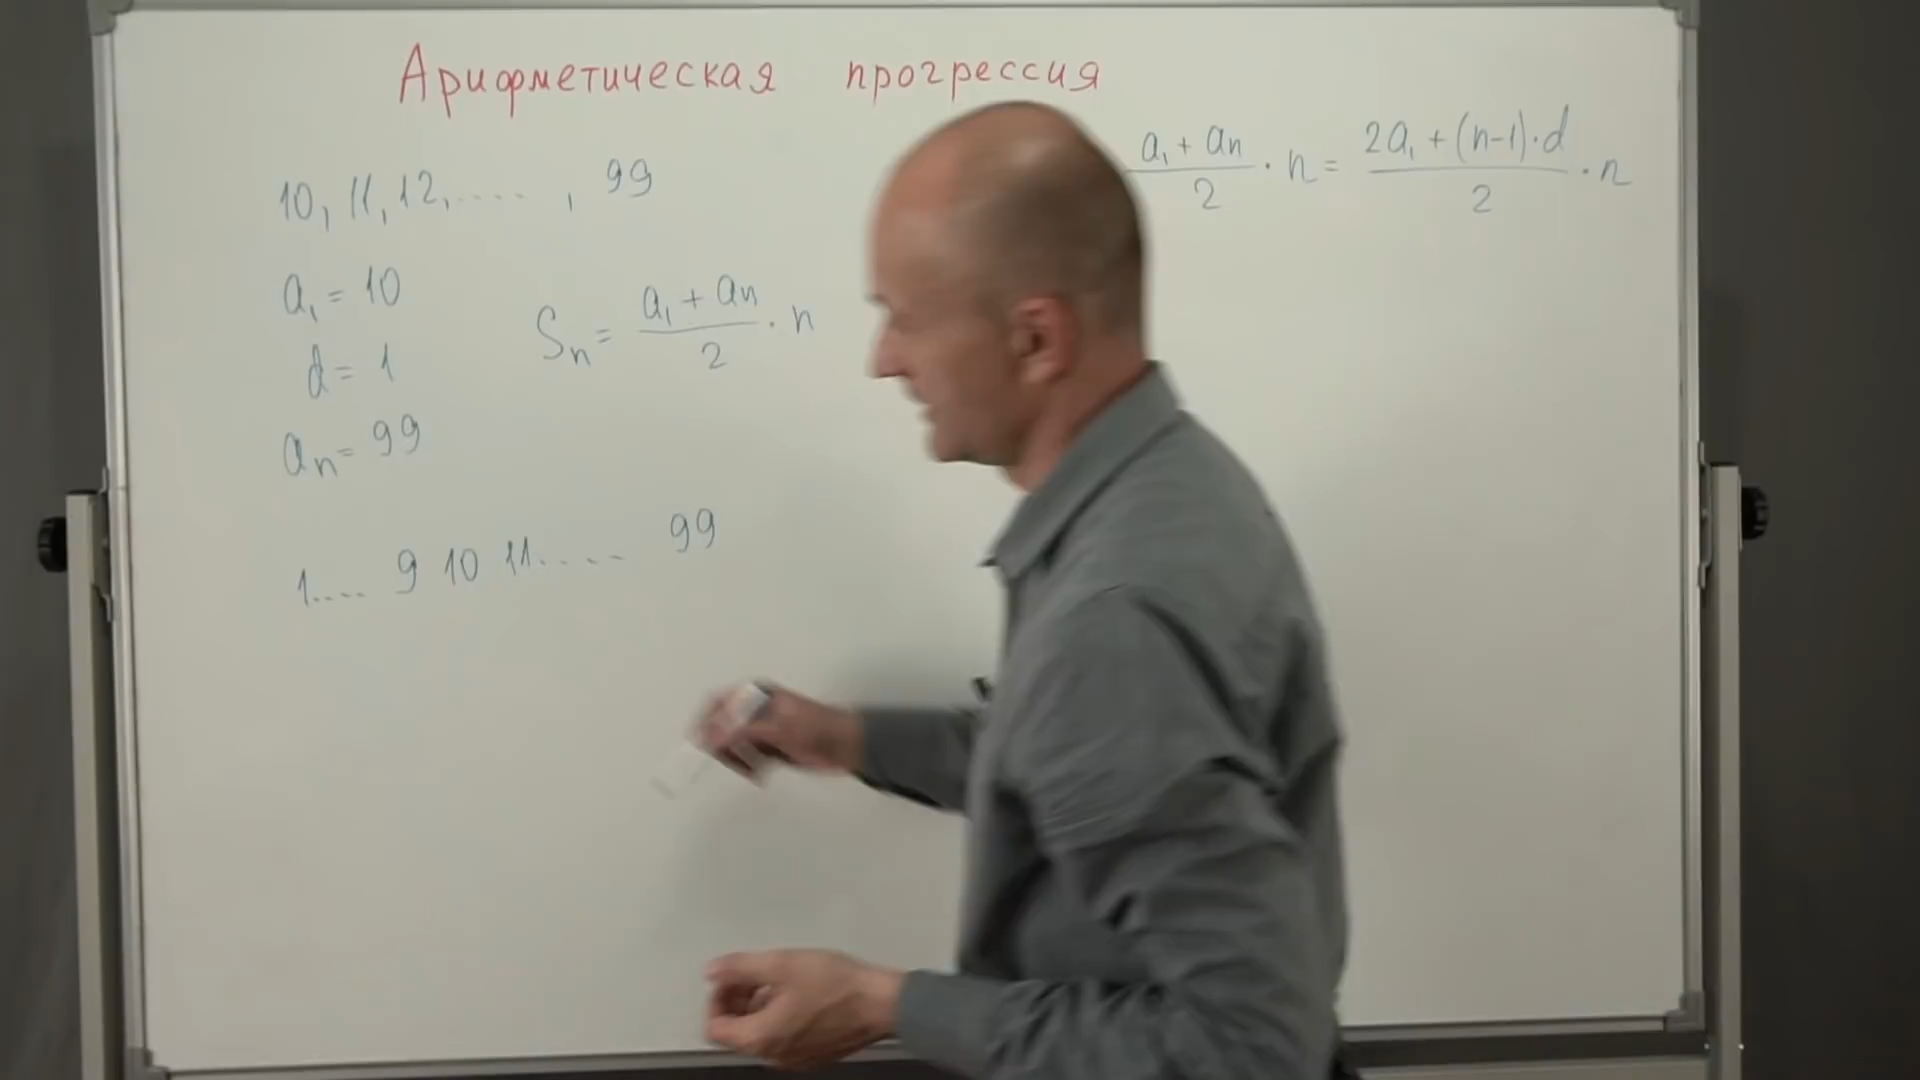 Арифметическая прогрессия
a₁ + aₙ / 2 · n = 2a₁ + (n-1)·d / 2 · n
10, 11, 12, .... , 99
a₁ = 10
d = 1
aₙ = 99
Sₙ = a₁ + aₙ / 2 · n
1.... 9 10 11..... 99